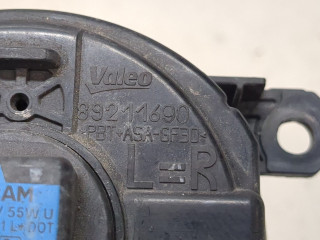 Valeo
89211690
>PBT-ASA-GF30<
L=R
AM
55W U